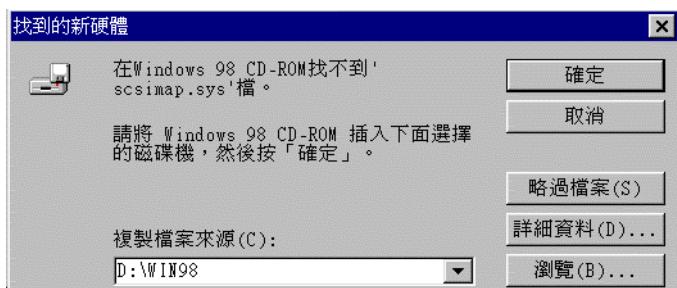 找到的新硬體
在Windows 98 CD-ROM找不到'
scsimap.sys'檔。
請將 Windows 98 CD-ROM 插入下面選擇
的磁碟機，然後按「確定」。
複製檔案來源(C):
D:\WIN98
確定
取消
略過檔案(S)
詳細資料(D)...
瀏覽(B)...